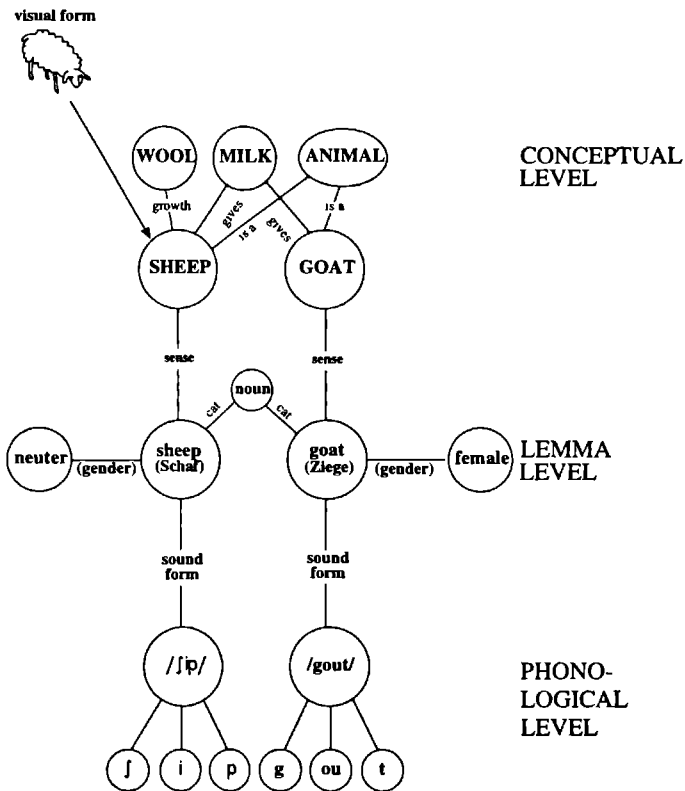 visual form
WOOL MILK ANIMAL
CONCEPTUAL
LEVEL
growth gives is a gives is a
SHEEP GOAT
sense sense
noun
cat cat
neuter (gender) sheep
(Schaf) goat
(Ziege) (gender) female
LEMMA
LEVEL
sound
form sound
form
/ʃip/ /gout/
PHONO-
LOGICAL
LEVEL
ʃ i p g ou t